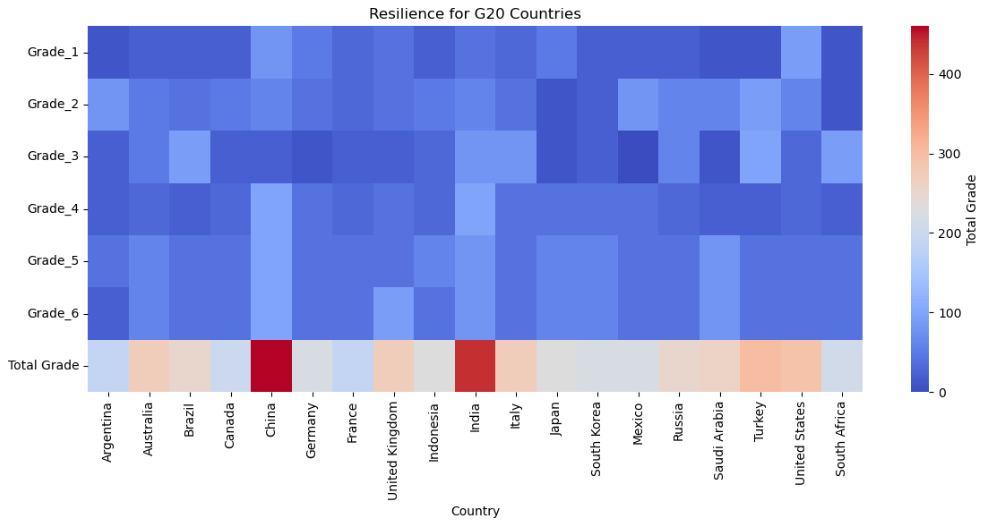 Resilience for G20 Countries
Grade_1
Grade_2
Grade_3
Grade_4
Grade_5
Grade_6
Total Grade
Argentina
Australia
Brazil
Canada
China
Germany
France
United Kingdom
Indonesia
India
Italy
Japan
South Korea
Mexico
Russia
Saudi Arabia
Turkey
United States
South Africa
Country
400
300
200
100
0
Total Grade